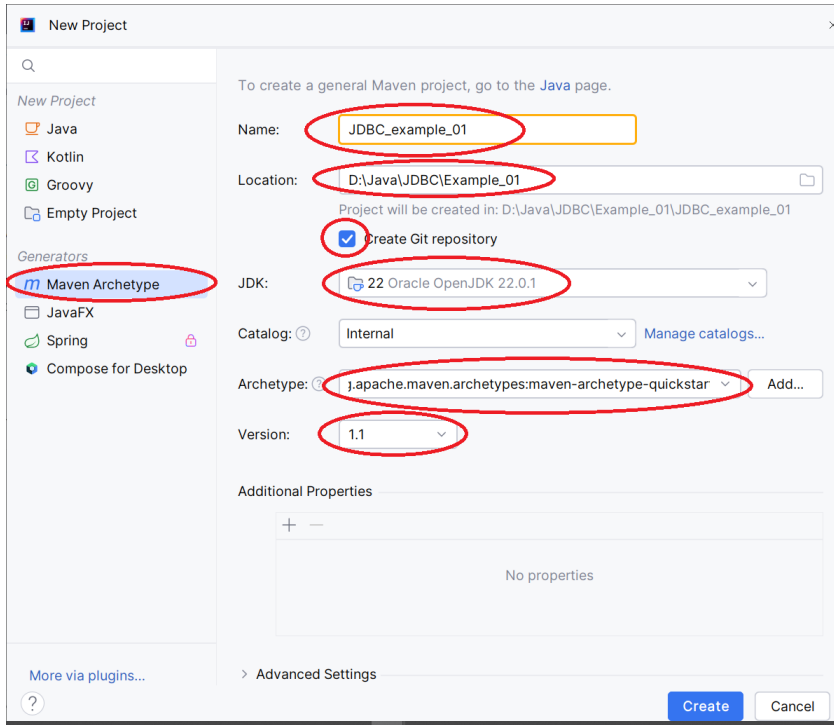 New Project
To create a general Maven project, go to the Java page.
New Project
Java
Kotlin
Groovy
Empty Project
Generators
Maven Archetype
JavaFX
Spring
Compose for Desktop
More via plugins...
Name: JDBC_example_01
Location: D:\Java\JDBC\Example_01
Project will be created in: D:\Java\JDBC\Example_01\JDBC_example_01
Create Git repository
JDK: 22 Oracle OpenJDK 22.0.1
Catalog: ? Internal Manage catalogs...
Archetype: ? g.apache.maven.archetypes:maven-archetype-quickstar Add...
Version: 1.1
Additional Properties
No properties
Advanced Settings
? Create Cancel